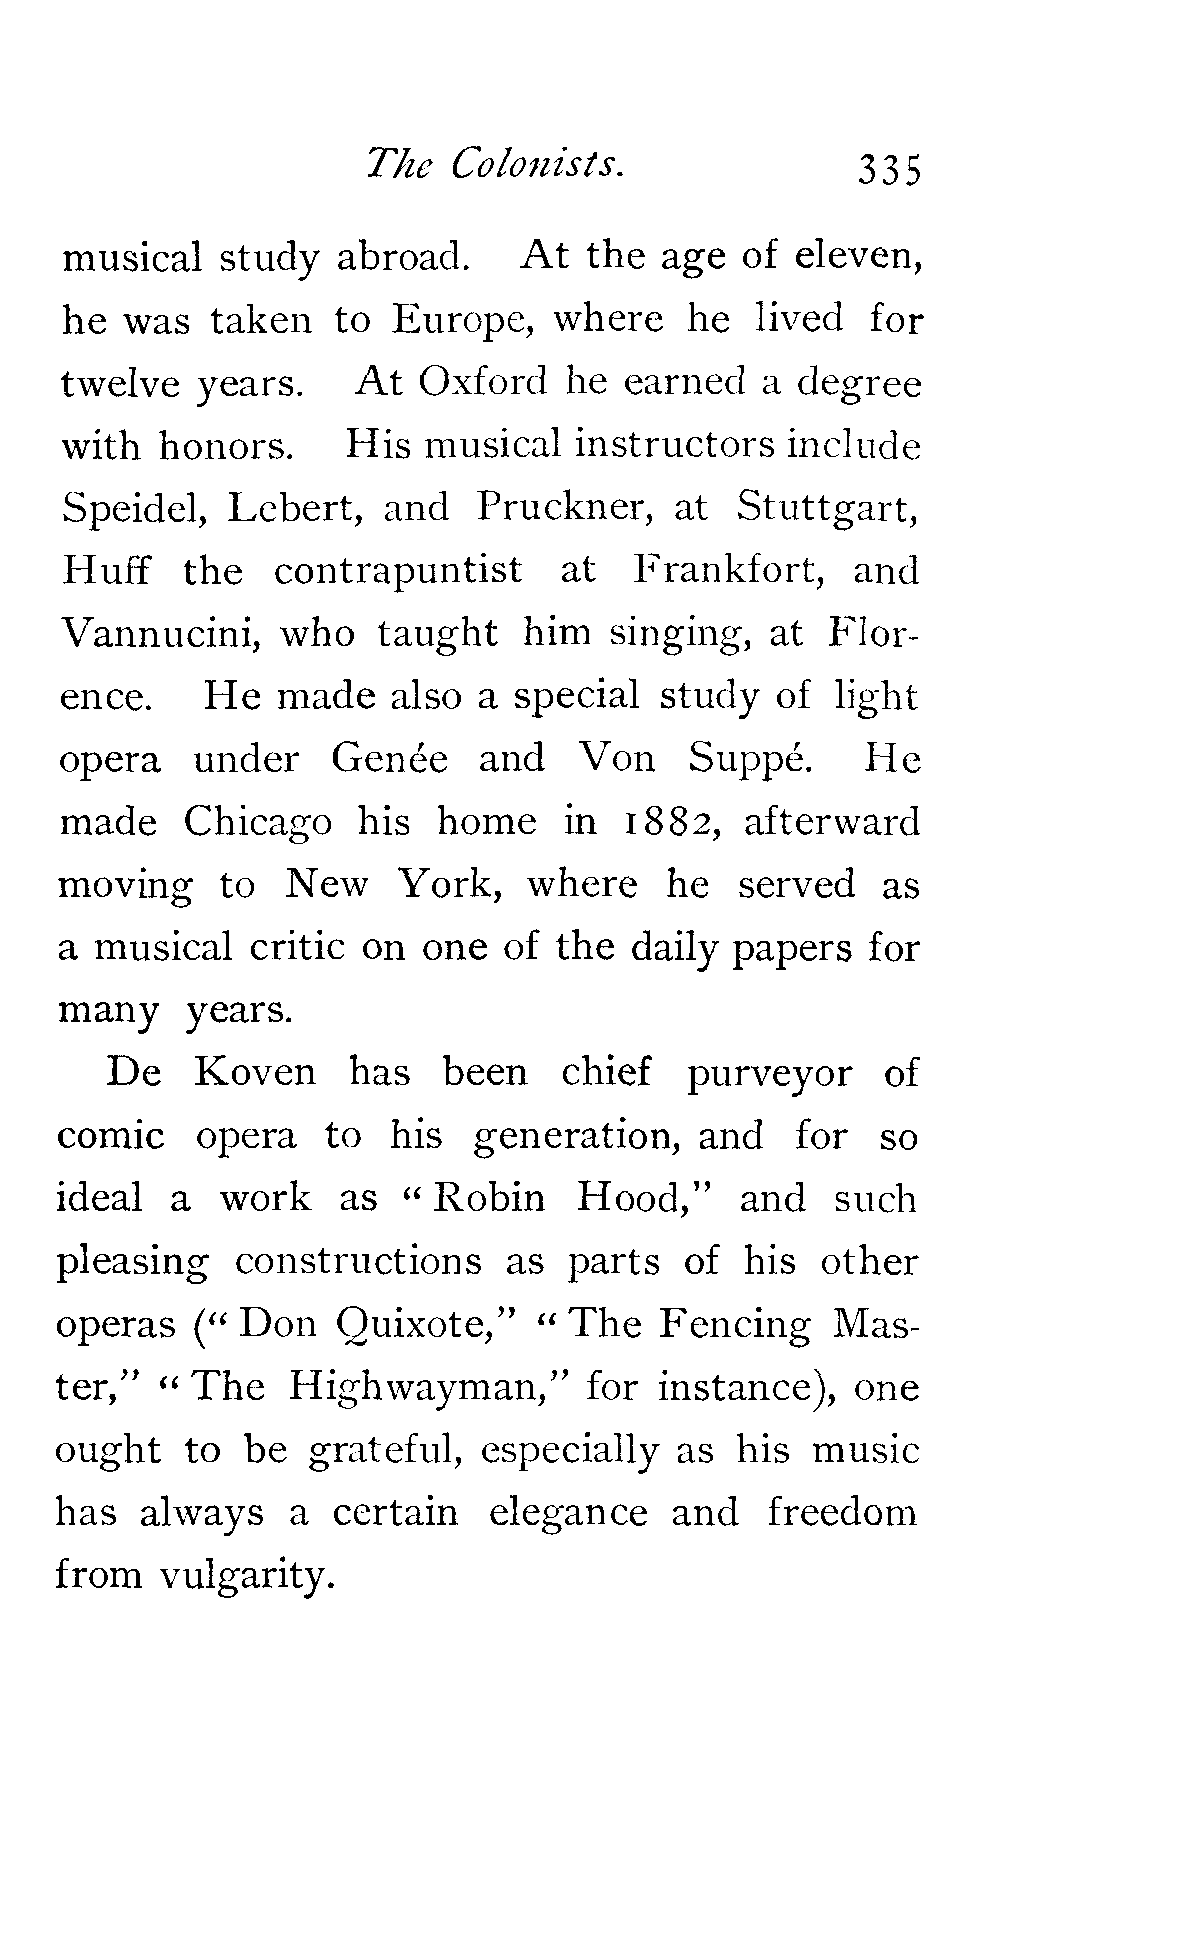 The Colonists. 335
musical study abroad. At the age of eleven,
he was taken to Europe, where he lived for
twelve years. At Oxford he earned a degree
with honors. His musical instructors include
Speidel, Lebert, and Pruckner, at Stuttgart,
Huff the contrapuntist at Frankfort, and
Vannucini, who taught him singing, at Flor-
ence. He made also a special study of light
opera under Genée and Von Suppé. He
made Chicago his home in 1882, afterward
moving to New York, where he served as
a musical critic on one of the daily papers for
many years.
De Koven has been chief purveyor of
comic opera to his generation, and for so
ideal a work as “Robin Hood,” and such
pleasing constructions as parts of his other
operas (“Don Quixote,” “The Fencing Mas-
ter,” “The Highwayman,” for instance), one
ought to be grateful, especially as his music
has always a certain elegance and freedom
from vulgarity.